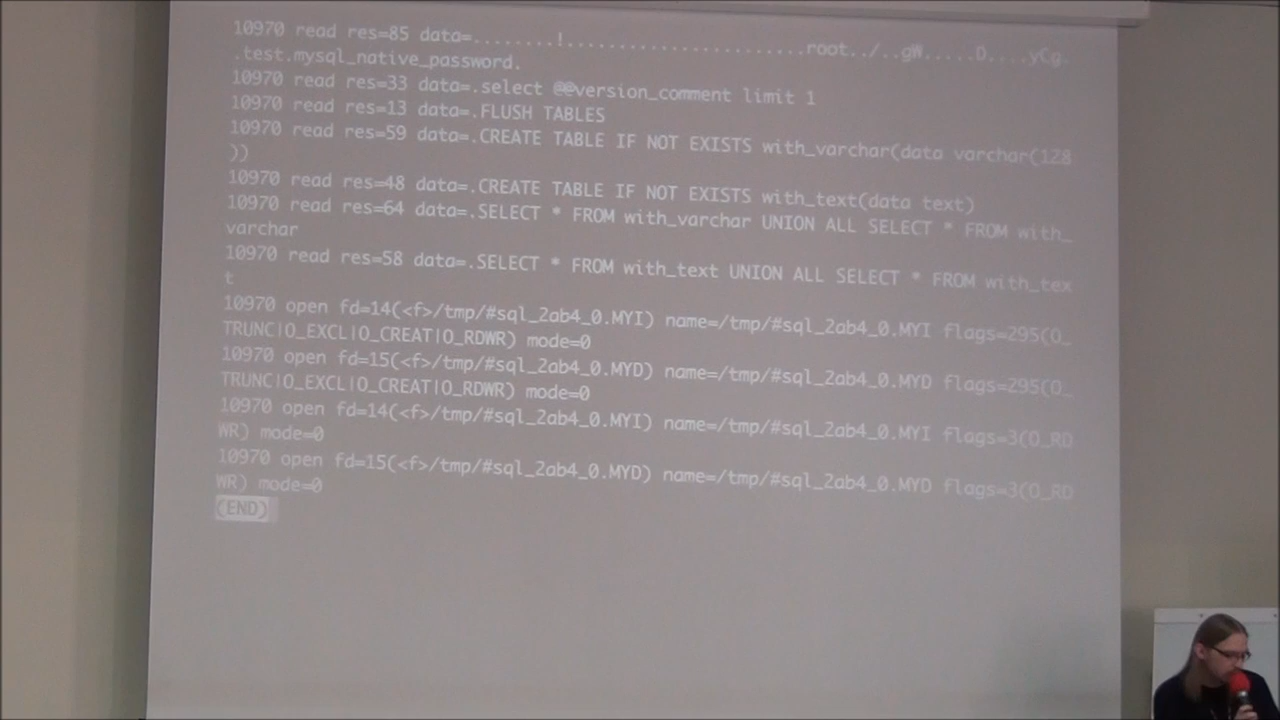 10970 read res=85 data=........!.......................root../..gW.....D....yCg.
.test.mysql_native_password.
10970 read res=33 data=.select @@version_comment limit 1
10970 read res=13 data=.FLUSH TABLES
10970 read res=59 data=.CREATE TABLE IF NOT EXISTS with_varchar(data varchar(128
))
10970 read res=48 data=.CREATE TABLE IF NOT EXISTS with_text(data text)
10970 read res=64 data=.SELECT * FROM with_varchar UNION ALL SELECT * FROM with_
varchar
10970 read res=58 data=.SELECT * FROM with_text UNION ALL SELECT * FROM with_tex
t
10970 open fd=14(<f>/tmp/#sql_2ab4_0.MYI) name=/tmp/#sql_2ab4_0.MYI flags=295(O_
TRUNC|O_EXCL|O_CREAT|O_RDWR) mode=0
10970 open fd=15(<f>/tmp/#sql_2ab4_0.MYD) name=/tmp/#sql_2ab4_0.MYD flags=295(O_
TRUNC|O_EXCL|O_CREAT|O_RDWR) mode=0
10970 open fd=14(<f>/tmp/#sql_2ab4_0.MYI) name=/tmp/#sql_2ab4_0.MYI flags=3(O_RD
WR) mode=0
10970 open fd=15(<f>/tmp/#sql_2ab4_0.MYD) name=/tmp/#sql_2ab4_0.MYD flags=3(O_RD
WR) mode=0
(END)